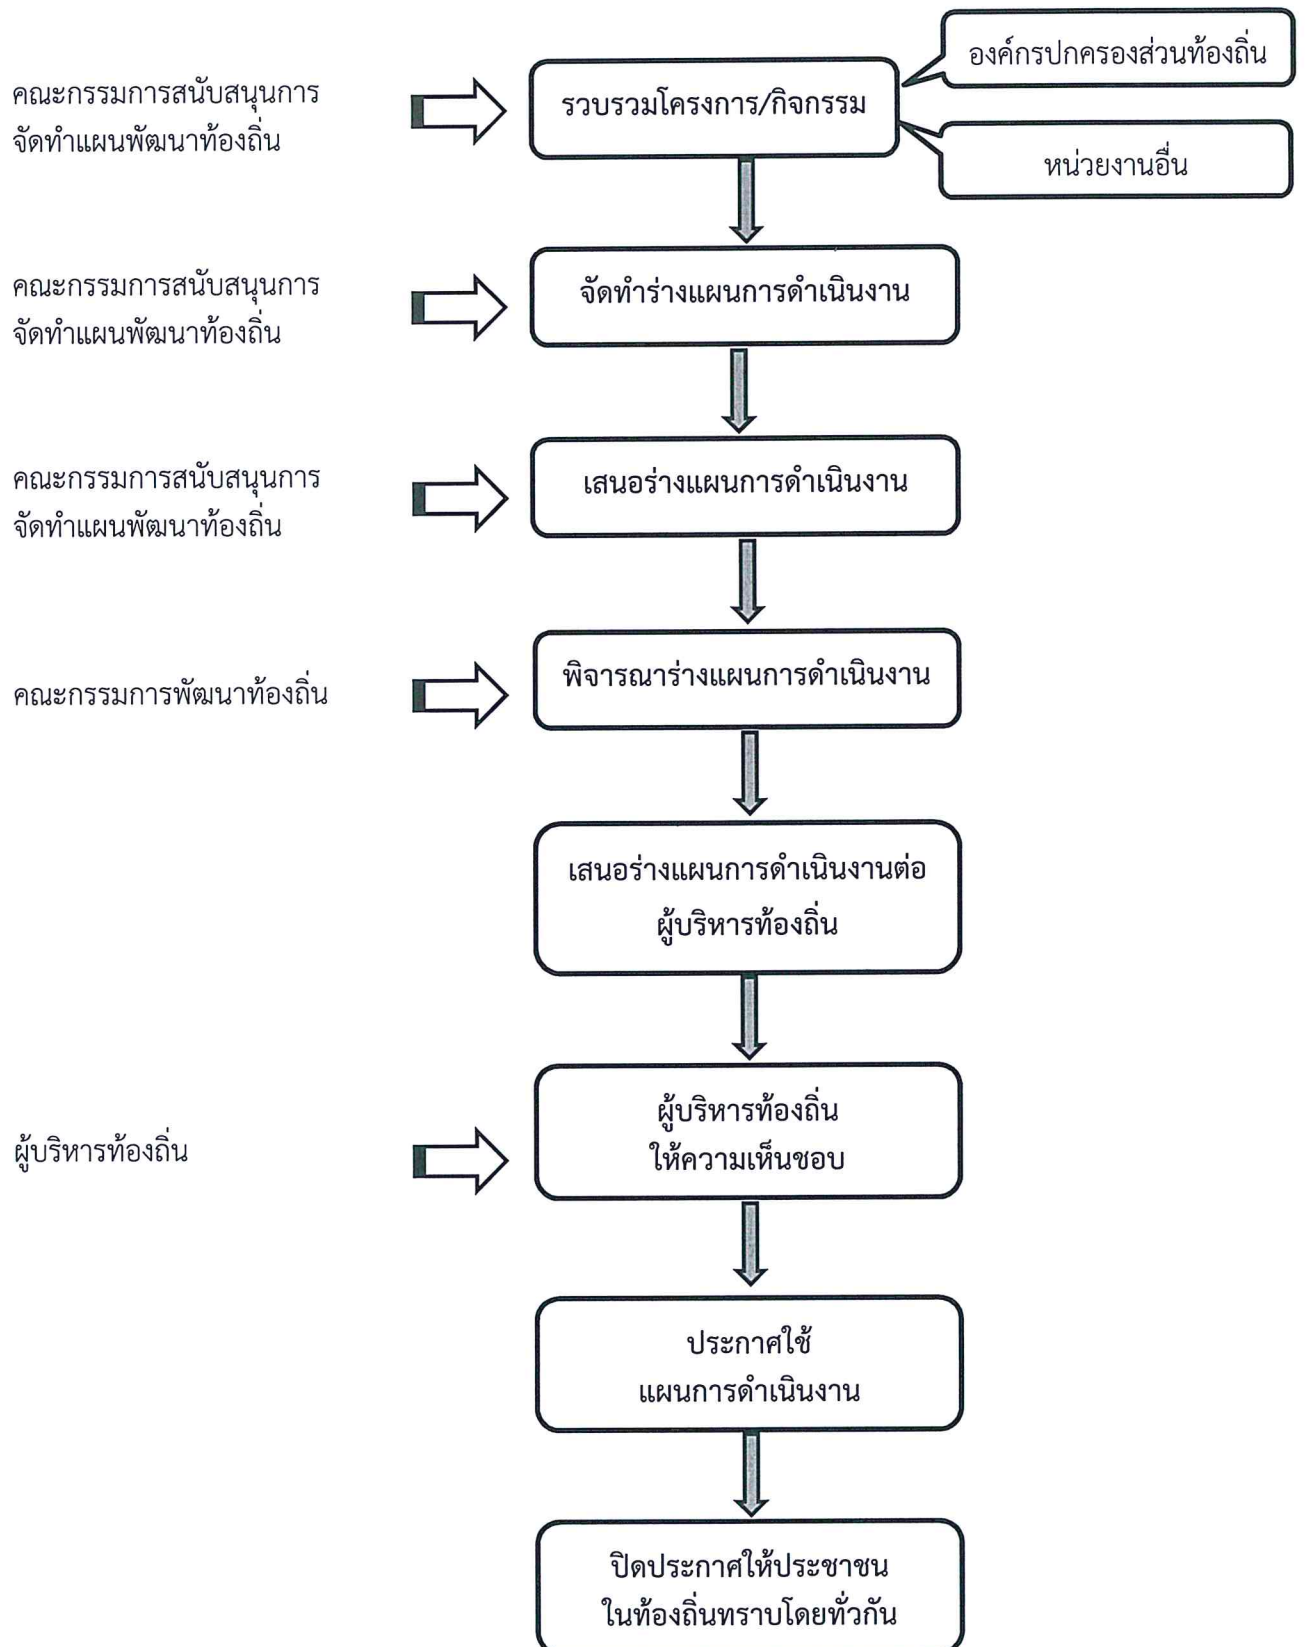 องค์กรปกครองส่วนท้องถิ่น
คณะกรรมการสนับสนุนการ
จัดทำแผนพัฒนาท้องถิ่น
รวบรวมโครงการ/กิจกรรม
หน่วยงานอื่น
คณะกรรมการสนับสนุนการ
จัดทำแผนพัฒนาท้องถิ่น
จัดทำร่างแผนการดำเนินงาน
คณะกรรมการสนับสนุนการ
จัดทำแผนพัฒนาท้องถิ่น
เสนอร่างแผนการดำเนินงาน
คณะกรรมการพัฒนาท้องถิ่น
พิจารณาร่างแผนการดำเนินงาน
เสนอร่างแผนการดำเนินงานต่อ
ผู้บริหารท้องถิ่น
ผู้บริหารท้องถิ่น
ผู้บริหารท้องถิ่น
ให้ความเห็นชอบ
ประกาศใช้
แผนการดำเนินงาน
ปิดประกาศให้ประชาชน
ในท้องถิ่นทราบโดยทั่วกัน